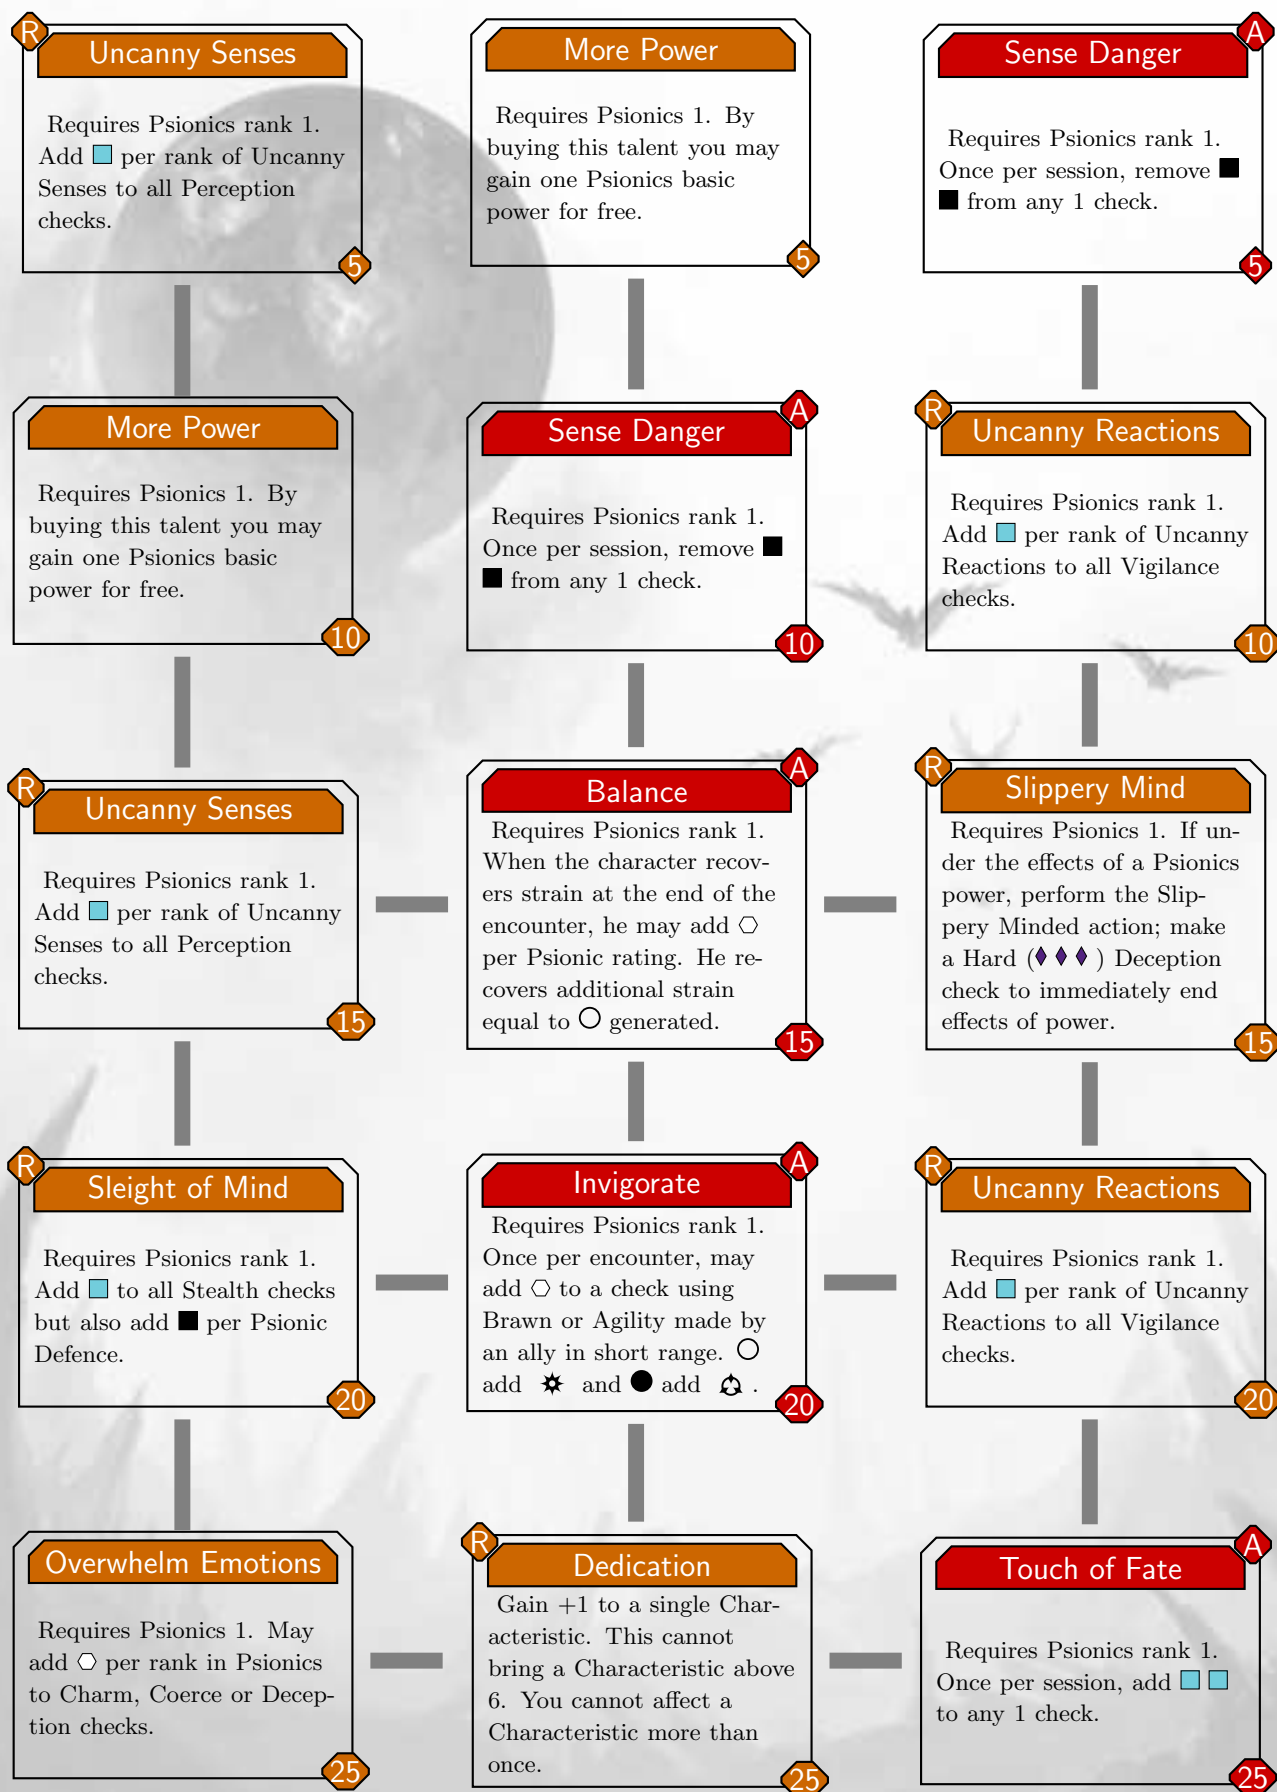 R
Uncanny Senses
Requires Psionics rank 1.
Add per rank of Uncanny
Senses to all Perception
checks.
5
More Power
Requires Psionics 1. By
buying this talent you may
gain one Psionics basic
power for free.
5
A
Sense Danger
Requires Psionics rank 1.
Once per session, remove
from any 1 check.
5
More Power
Requires Psionics 1. By
buying this talent you may
gain one Psionics basic
power for free.
10
A
Sense Danger
Requires Psionics rank 1.
Once per session, remove
from any 1 check.
10
R
Uncanny Reactions
Requires Psionics rank 1.
Add per rank of Uncanny
Reactions to all Vigilance
checks.
10
R
Uncanny Senses
Requires Psionics rank 1.
Add per rank of Uncanny
Senses to all Perception
checks.
15
A
Balance
Requires Psionics rank 1.
When the character recov-
ers strain at the end of the
encounter, he may add
per Psionic rating. He re-
covers additional strain
equal to generated.
15
R
Slippery Mind
Requires Psionics 1. If un-
der the effects of a Psionics
power, perform the Slip-
pery Minded action; make
a Hard ( ) Deception
check to immediately end
effects of power.
15
R
Sleight of Mind
Requires Psionics rank 1.
Add to all Stealth checks
but also add per Psionic
Defence.
20
A
Invigorate
Requires Psionics rank 1.
Once per encounter, may
add to a check using
Brawn or Agility made by
an ally in short range.
add and add .
20
R
Uncanny Reactions
Requires Psionics rank 1.
Add per rank of Uncanny
Reactions to all Vigilance
checks.
20
Overwhelm Emotions
Requires Psionics 1. May
add per rank in Psionics
to Charm, Coerce or Decep-
tion checks.
25
R
Dedication
Gain +1 to a single Char-
acteristic. This cannot
bring a Characteristic above
6. You cannot affect a
Characteristic more than
once.
25
A
Touch of Fate
Requires Psionics rank 1.
Once per session, add
to any 1 check.
25